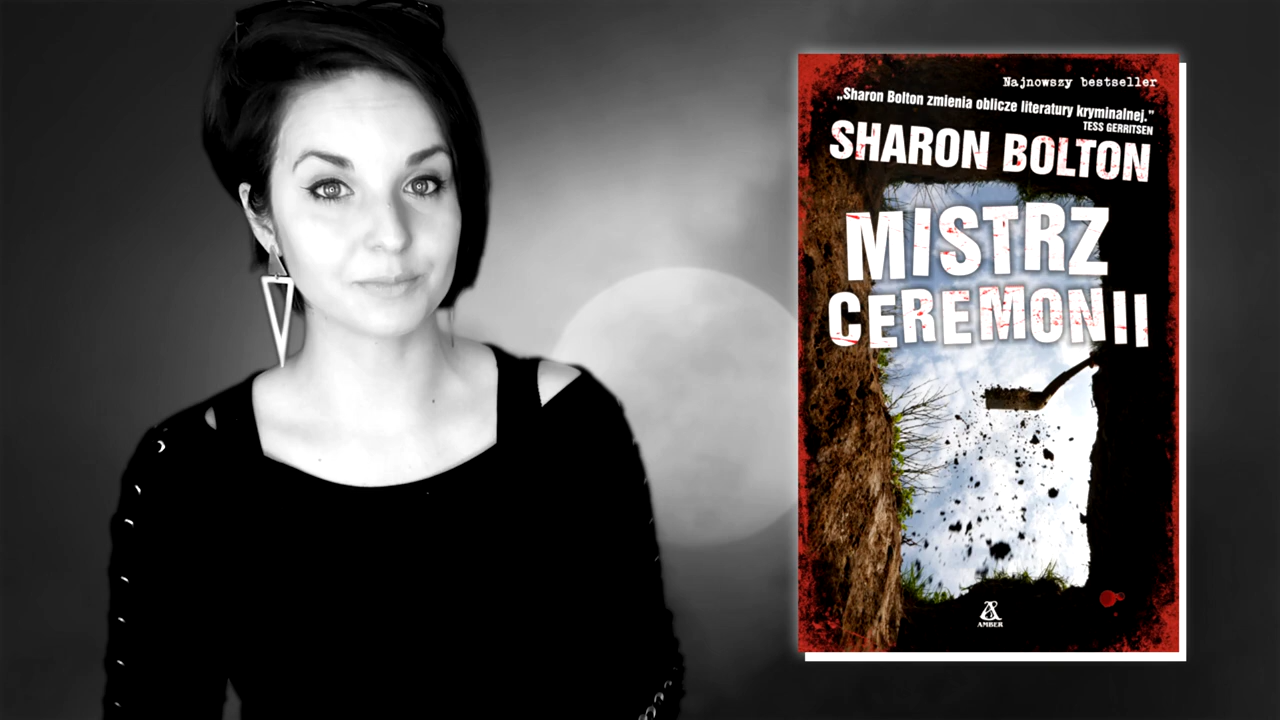 Najnowszy bestseller
„Sharon Bolton zmienia oblicze literatury kryminalnej.”
TESS GERRITSEN
SHARON BOLTON
MISTRZ
CEREMONII
AMBER